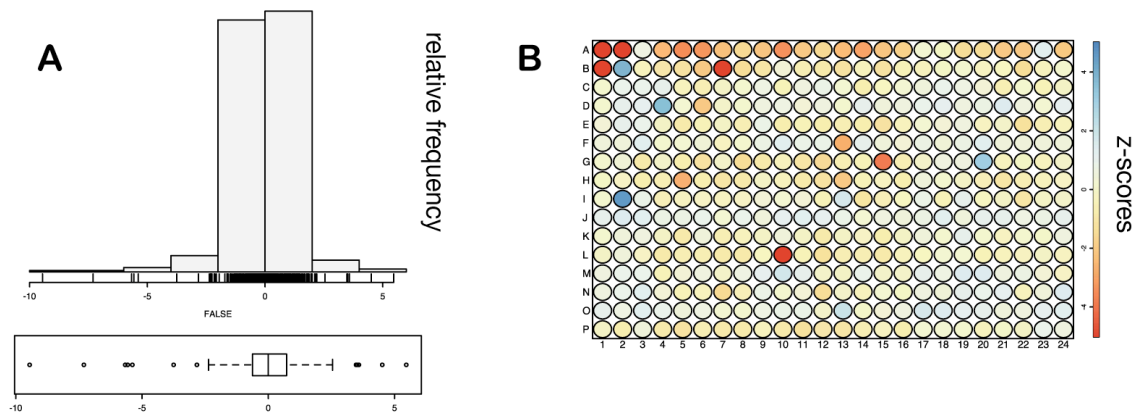 A
relative frequency
-10 -5 0 5
FALSE
-10 -5 0 5
B
A
B
C
D
E
F
G
H
I
J
K
L
M
N
O
P
1 2 3 4 5 6 7 8 9 10 11 12 13 14 15 16 17 18 19 20 21 22 23 24
4
2
0
-2
-4
z-scores